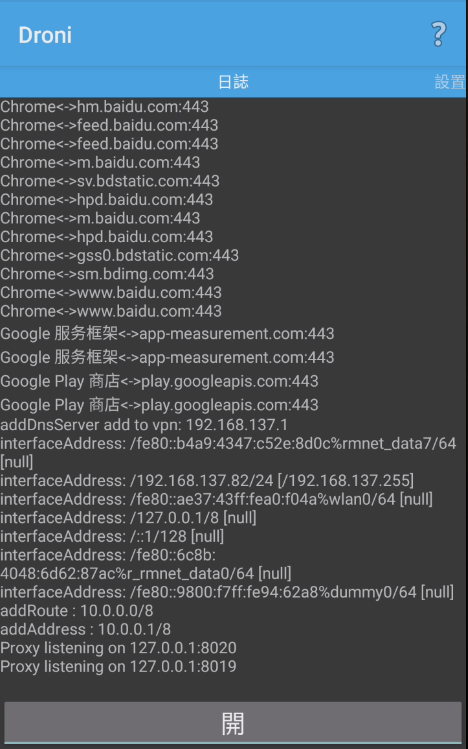 Droni
?
日誌
設置
Chrome<->hm.baidu.com:443
Chrome<->feed.baidu.com:443
Chrome<->feed.baidu.com:443
Chrome<->m.baidu.com:443
Chrome<->sv.bdstatic.com:443
Chrome<->hpd.baidu.com:443
Chrome<->m.baidu.com:443
Chrome<->hpd.baidu.com:443
Chrome<->gss0.bdstatic.com:443
Chrome<->sm.bdimg.com:443
Chrome<->www.baidu.com:443
Chrome<->www.baidu.com:443
Google 服务框架<->app-measurement.com:443
Google 服务框架<->app-measurement.com:443
Google Play 商店<->play.googleapis.com:443
Google Play 商店<->play.googleapis.com:443
addDnsServer add to vpn: 192.168.137.1
interfaceAddress: /fe80::b4a9:4347:c52e:8d0c%rmnet_data7/64
[null]
interfaceAddress: /192.168.137.82/24 [/192.168.137.255]
interfaceAddress: /fe80::ae37:43ff:fea0:f04a%wlan0/64 [null]
interfaceAddress: /127.0.0.1/8 [null]
interfaceAddress: /::1/128 [null]
interfaceAddress: /fe80::6c8b:
4048:6d62:87ac%r_rmnet_data0/64 [null]
interfaceAddress: /fe80::9800:f7ff:fe94:62a8%dummy0/64 [null]
addRoute : 10.0.0.0/8
addAddress : 10.0.0.1/8
Proxy listening on 127.0.0.1:8020
Proxy listening on 127.0.0.1:8019
開